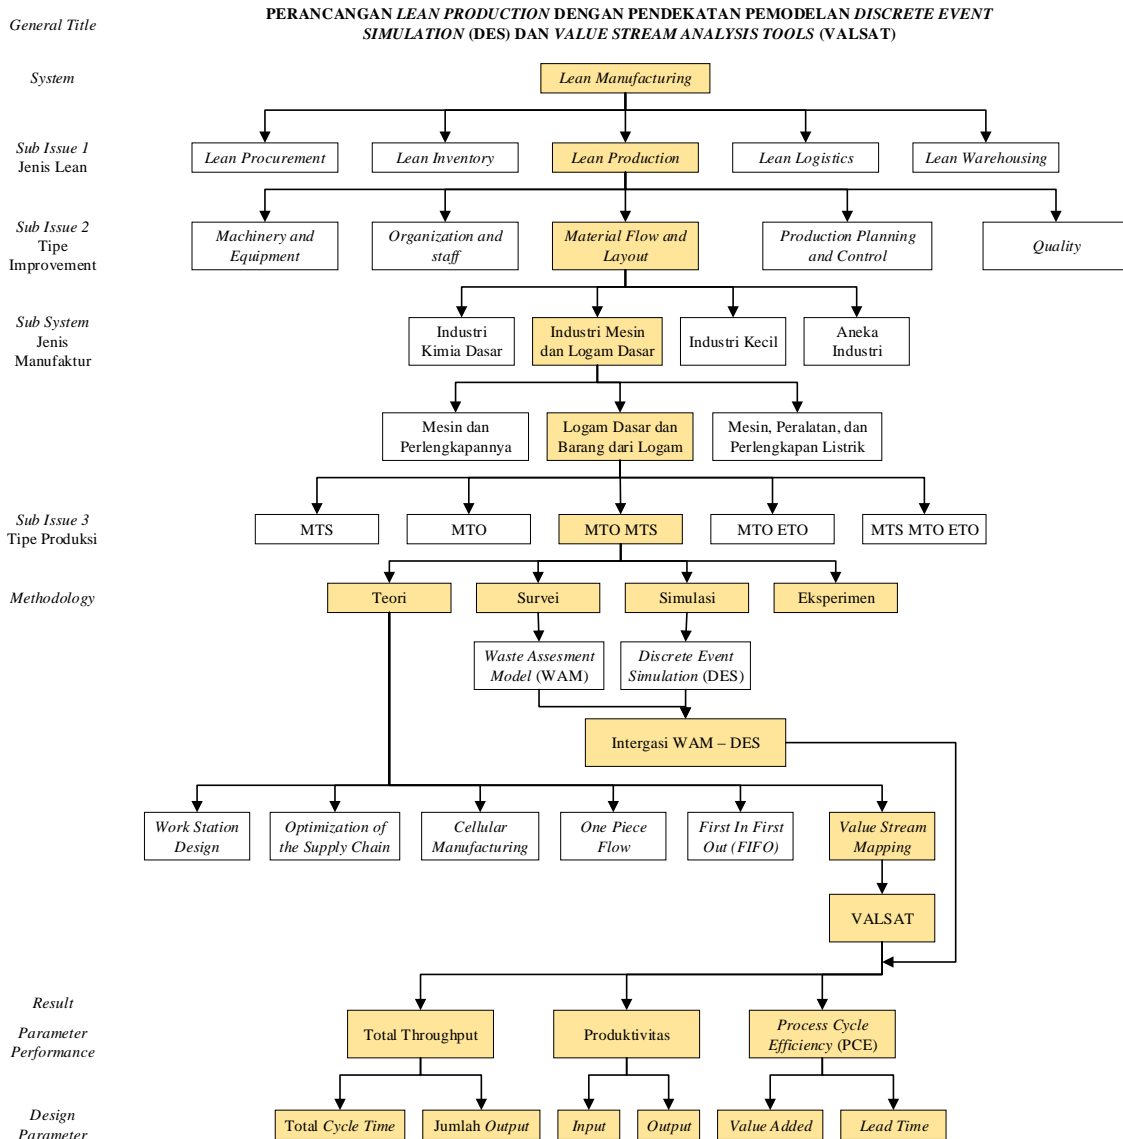 General Title
PERANCANGAN LEAN PRODUCTION DENGAN PENDEKATAN PEMODELAN DISCRETE EVENT
SIMULATION (DES) DAN VALUE STREAM ANALYSIS TOOLS (VALSAT)
System
Lean Manufacturing
Sub Issue 1
Jenis Lean
Lean Procurement
Lean Inventory
Lean Production
Lean Logistics
Lean Warehousing
Sub Issue 2
Tipe
Improvement
Machinery and
Equipment
Organization and
staff
Material Flow and
Layout
Production Planning
and Control
Quality
Sub System
Jenis
Manufaktur
Industri
Kimia Dasar
Industri Mesin
dan Logam Dasar
Industri Kecil
Aneka
Industri
Mesin dan
Perlengkapannya
Logam Dasar dan
Barang dari Logam
Mesin, Peralatan, dan
Perlengkapan Listrik
Sub Issue 3
Tipe Produksi
MTS
MTO
MTO MTS
MTO ETO
MTS MTO ETO
Methodology
Teori
Survei
Simulasi
Eksperimen
Waste Assesment
Model (WAM)
Discrete Event
Simulation (DES)
Intergasi WAM – DES
Work Station
Design
Optimization of
the Supply Chain
Cellular
Manufacturing
One Piece
Flow
First In First
Out (FIFO)
Value Stream
Mapping
VALSAT
Result
Parameter
Performance
Total Throughput
Produktivitas
Process Cycle
Efficiency (PCE)
Design
Parameter
Total Cycle Time
Jumlah Output
Input
Output
Value Added
Lead Time